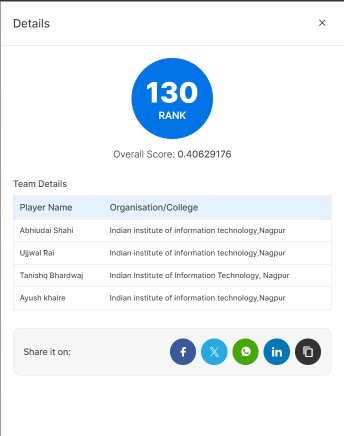 Details
130
RANK
Overall Score: 0.40629176
Team Details
Player Name Organisation/College
Abhiudai Shahi Indian institute of information technology,Nagpur
Ujjwal Rai Indian institute of information technology,Nagpur
Tanishq Bhardwaj Indian Institute of Information Technology, Nagpur
Ayush khaire Indian institute of information technology,Nagpur
Share it on: